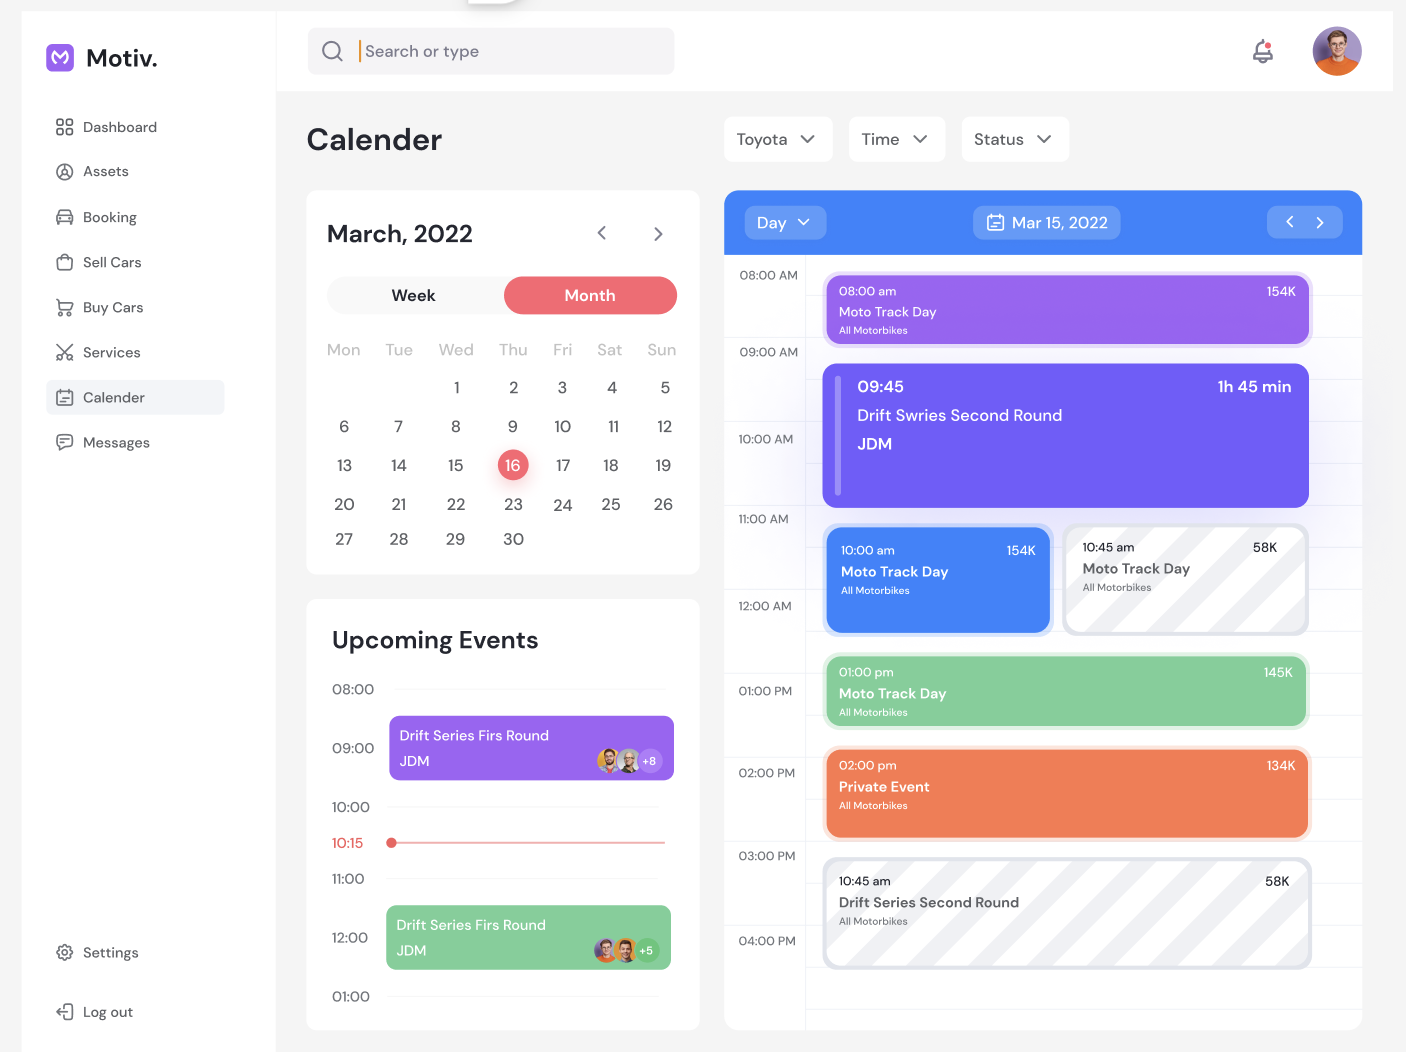 Motiv.
Search or type
Dashboard
Assets
Booking
Sell Cars
Buy Cars
Services
Calender
Messages
Settings
Log out
Calender
Toyota
Time
Status
March, 2022
Week
Month
Mon Tue Wed Thu Fri Sat Sun
1 2 3 4 5
6 7 8 9 10 11 12
13 14 15 16 17 18 19
20 21 22 23 24 25 26
27 28 29 30
Upcoming Events
08:00
09:00
Drift Series Firs Round
JDM
+8
10:00
10:15
11:00
12:00
Drift Series Firs Round
JDM
+5
01:00
Day
Mar 15, 2022
08:00 AM
08:00 am 154K
Moto Track Day
All Motorbikes
09:00 AM
09:45 1h 45 min
Drift Swries Second Round
JDM
10:00 AM
11:00 AM
10:00 am 154K
Moto Track Day
All Motorbikes
10:45 am 58K
Moto Track Day
All Motorbikes
12:00 AM
01:00 pm 145K
Moto Track Day
All Motorbikes
01:00 PM
02:00 pm 134K
Private Event
All Motorbikes
02:00 PM
03:00 PM
10:45 am 58K
Drift Series Second Round
All Motorbikes
04:00 PM